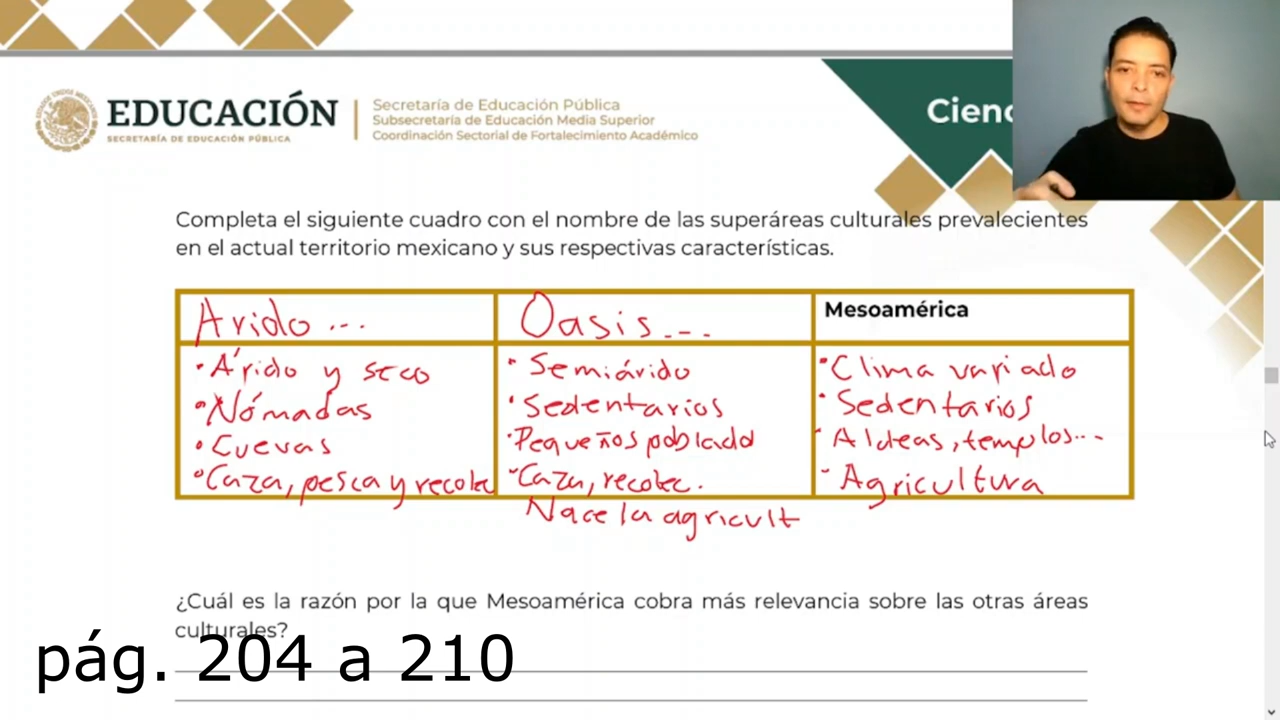 EDUCACIÓN
SECRETARÍA DE EDUCACIÓN PÚBLICA
Secretaría de Educación Pública
Subsecretaría de Educación Media Superior
Coordinación Sectorial de Fortalecimiento Académico
Cienc
Completa el siguiente cuadro con el nombre de las superáreas culturales prevalecientes
en el actual territorio mexicano y sus respectivas características.
Arido...
Oasis...
Mesoamérica
• Árido y seco
• Nómadas
• Cuevas
• Caza, pesca y recolec
• Semiárido
• Sedentarios
• Pequeños poblado
• Caza, recolec.
Nace la agricult
• Clima variado
• Sedentarios
• Aldeas, templos...
- Agricultura
¿Cuál es la razón por la que Mesoamérica cobra más relevancia sobre las otras áreas
culturales?
pág. 204 a 210